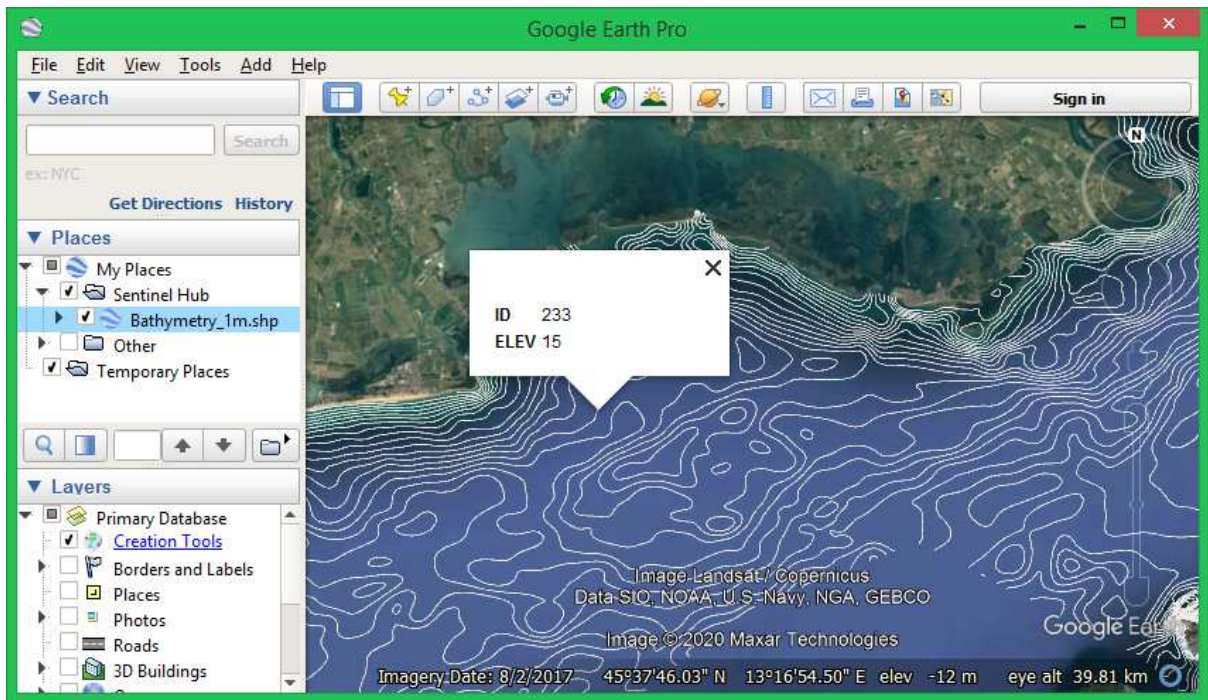 Google Earth Pro
File Edit View Tools Add Help
Search
Search
ex: NYC
Get Directions History
Places
My Places
Sentinel Hub
Bathymetry_1m.shp
Other
Temporary Places
Layers
Primary Database
Creation Tools
Borders and Labels
Places
Photos
Roads
3D Buildings
Sign in
N
ID 233
ELEV 15
Image Landsat / Copernicus
Data SIO, NOAA, U.S. Navy, NGA, GEBCO
Image © 2020 Maxar Technologies
Google Ear
Imagery Date: 8/2/2017 45°37'46.03" N 13°16'54.50" E elev -12 m eye alt 39.81 km